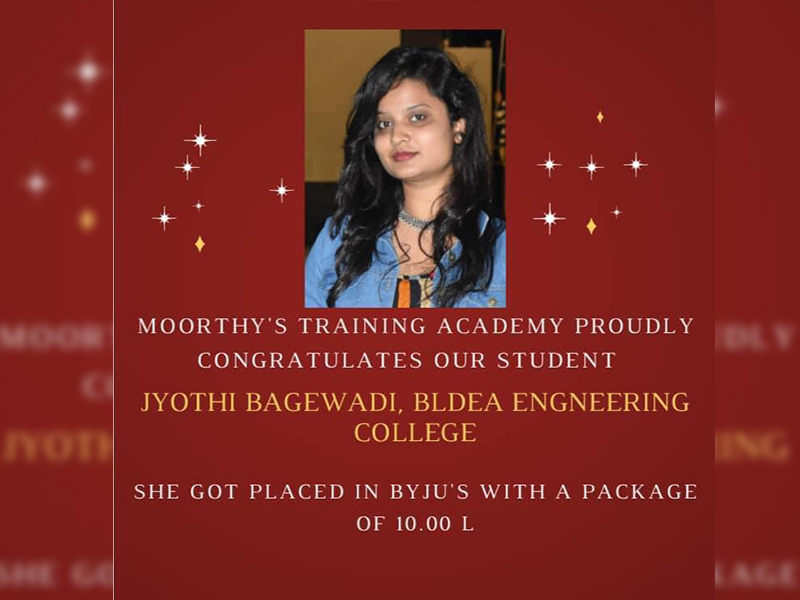 MOORTHY'S TRAINING ACADEMY PROUDLY
CONGRATULATES OUR STUDENT
JYOTHI BAGEWADI, BLDEA ENGNEERING
COLLEGE
SHE GOT PLACED IN BYJU'S WITH A PACKAGE
OF 10.00 L